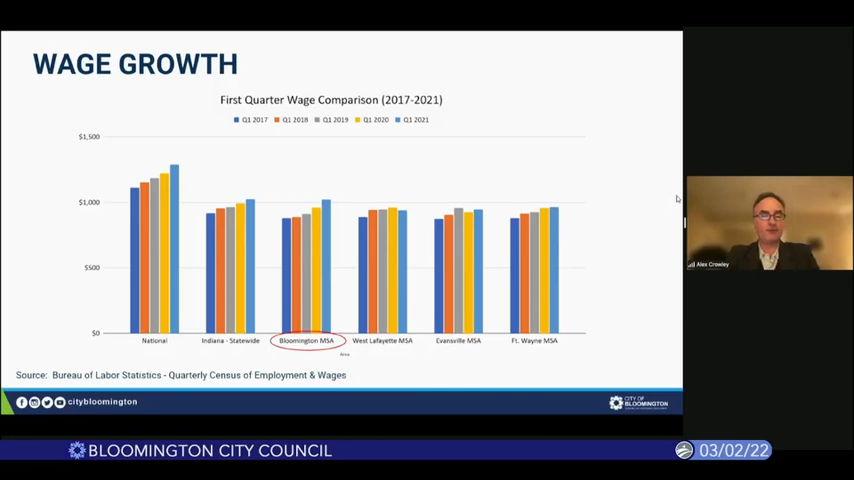 WAGE GROWTH
First Quarter Wage Comparison (2017-2021)
Q1 2017 Q1 2018 Q1 2019 Q1 2020 Q1 2021
$1,500
$1,000
$500
$0
National Indiana - Statewide Bloomington MSA West Lafayette MSA Evansville MSA Ft. Wayne MSA
Area
Source: Bureau of Labor Statistics - Quarterly Census of Employment & Wages
citybloomington
CITY OF
BLOOMINGTON
Alex Crowley
BLOOMINGTON CITY COUNCIL
03/02/22